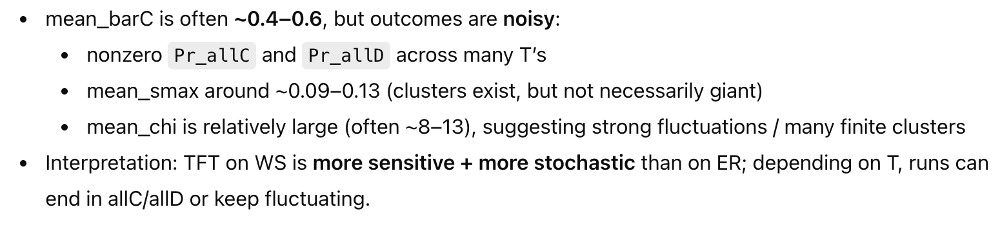 • mean_barC is often ~0.4–0.6, but outcomes are noisy:
• nonzero Pr_allC and Pr_allD across many T’s
• mean_smax around ~0.09–0.13 (clusters exist, but not necessarily giant)
• mean_chi is relatively large (often ~8–13), suggesting strong fluctuations / many finite clusters
• Interpretation: TFT on WS is more sensitive + more stochastic than on ER; depending on T, runs can
end in allC/allD or keep fluctuating.